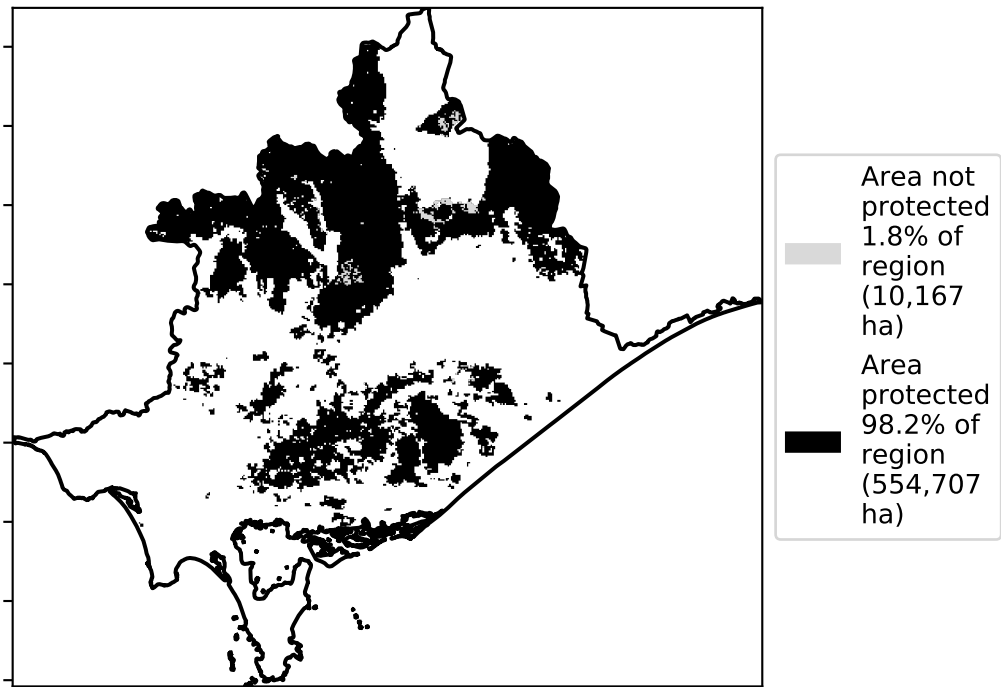 Area not
protected
1.8% of
region
(10,167
ha)
Area
protected
98.2% of
region
(554,707
ha)